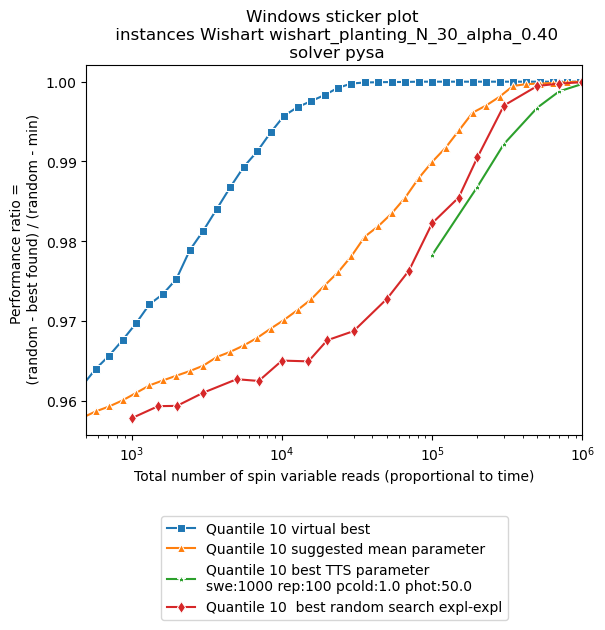 Windows sticker plot
instances Wishart wishart_planting_N_30_alpha_0.40
solver pysa
Performance ratio =
(random - best found) / (random - min)
1.00
0.99
0.98
0.97
0.96
10³
10⁴
10⁵
10⁶
Total number of spin variable reads (proportional to time)
Quantile 10 virtual best
Quantile 10 suggested mean parameter
Quantile 10 best TTS parameter
swe:1000 rep:100 pcold:1.0 phot:50.0
Quantile 10  best random search expl-expl